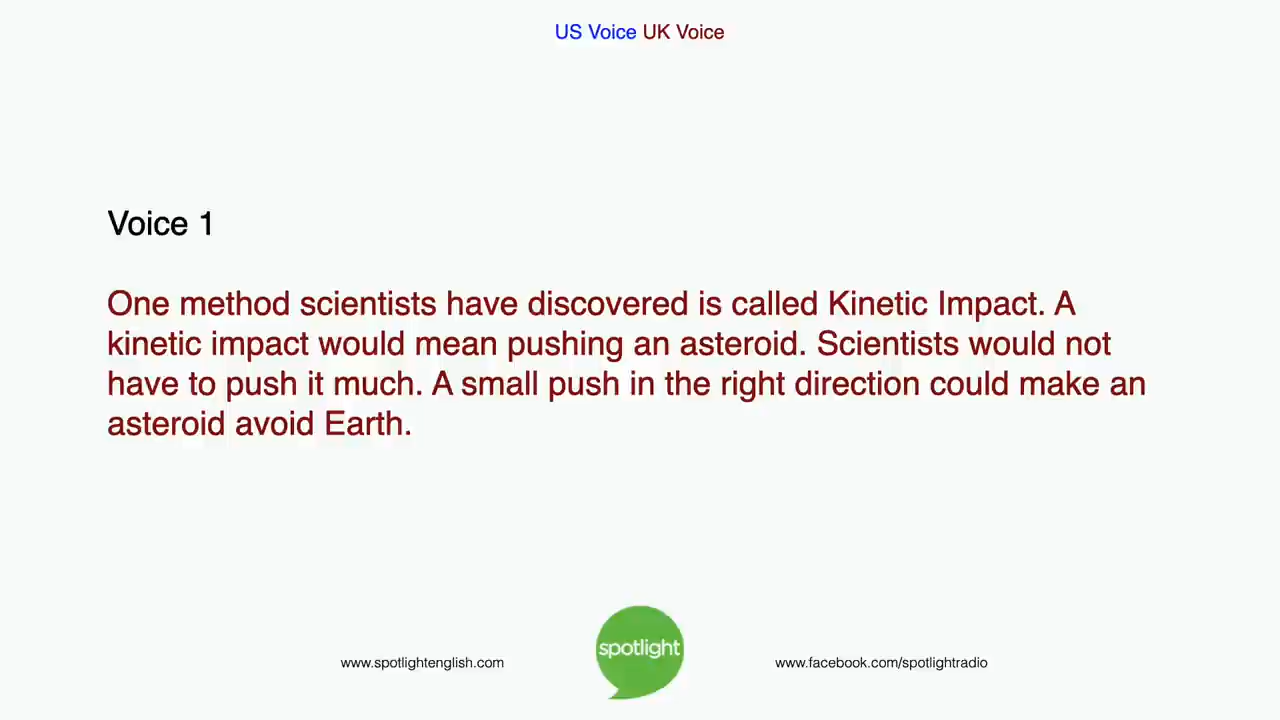 US Voice UK Voice
Voice 1
One method scientists have discovered is called Kinetic Impact. A
kinetic impact would mean pushing an asteroid. Scientists would not
have to push it much. A small push in the right direction could make an
asteroid avoid Earth.
www.spotlightenglish.com
spotlight
www.facebook.com/spotlightradio